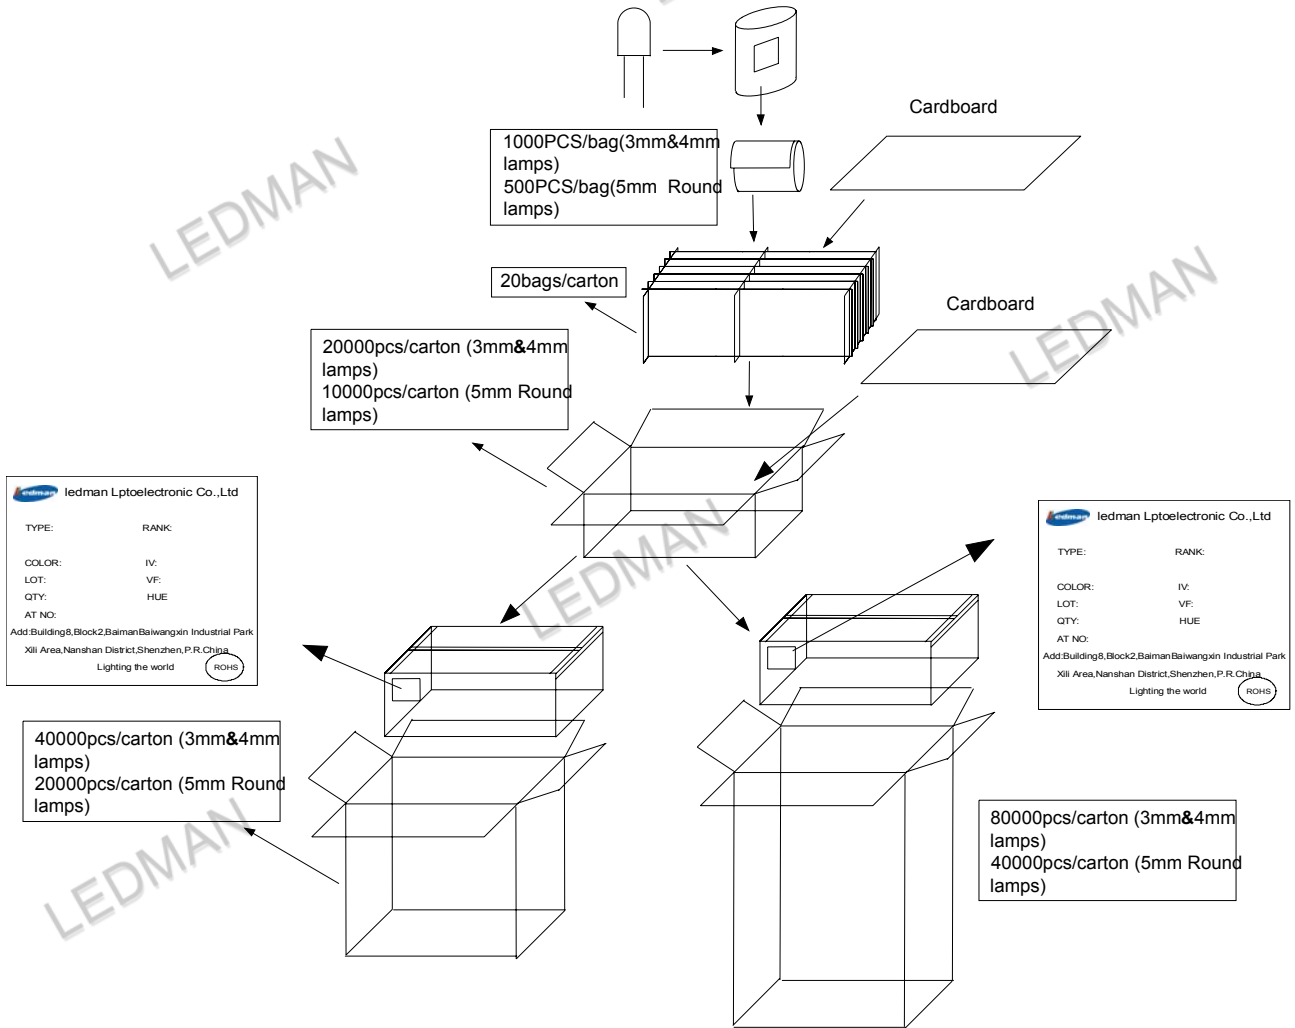 Cardboard
1000PCS/bag(3mm&4mm
lamps)
500PCS/bag(5mm Round
lamps)
20bags/carton
Cardboard
20000pcs/carton (3mm&4mm
lamps)
10000pcs/carton (5mm Round
lamps)
Ledman ledman Lptoelectronic Co.,Ltd
TYPE: RANK:
COLOR: IV:
LOT: VF:
QTY: HUE
AT NO:
Add:Building8,Block2,BaimanBaiwangxin Industrial Park
Xili Area,Nanshan District,Shenzhen,P.R.China
Lighting the world ROHS
Ledman ledman Lptoelectronic Co.,Ltd
TYPE: RANK:
COLOR: IV:
LOT: VF:
QTY: HUE
AT NO:
Add:Building8,Block2,BaimanBaiwangxin Industrial Park
Xili Area,Nanshan District,Shenzhen,P.R.China
Lighting the world ROHS
40000pcs/carton (3mm&4mm
lamps)
20000pcs/carton (5mm Round
lamps)
80000pcs/carton (3mm&4mm
lamps)
40000pcs/carton (5mm Round
lamps)
LEDMAN
LEDMAN
LEDMAN
LEDMAN